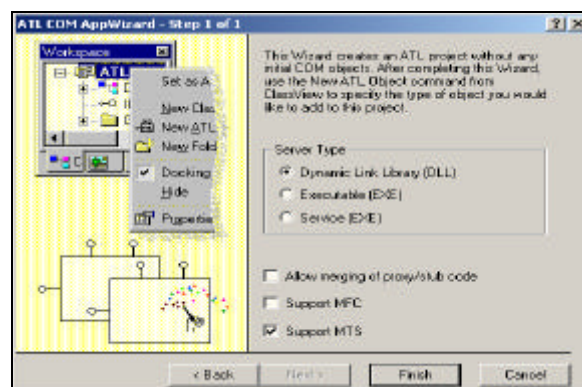 ATL COM AppWizard - Step 1 of 1
Workspace
ATL
Set as A
New Clas
New ATL
New Fold
Docking
Hide
Propertie
This Wizard creates an ATL project without any
initial COM objects. After completing this Wizard,
use the New ATL Object command from
ClassView to specify the type of object you would
like to add to this project.
Server Type
Dynamic Link Library (DLL)
Executable (EXE)
Service (EXE)
Allow merging of proxy/stub code
Support MFC
Support MTS
< Back
Next >
Finish
Cancel